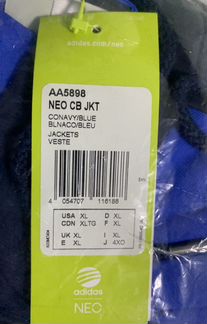 adidas.com/neo
AA5898
NEO CB JKT
CONAVY/BLUE
BLNACO/BLEU
JACKETS
VESTE
4 054707 116186
USA XL D XL
CDN XLTG F XL
UK XL I XL
E XL J 4XO
adidas
NEO